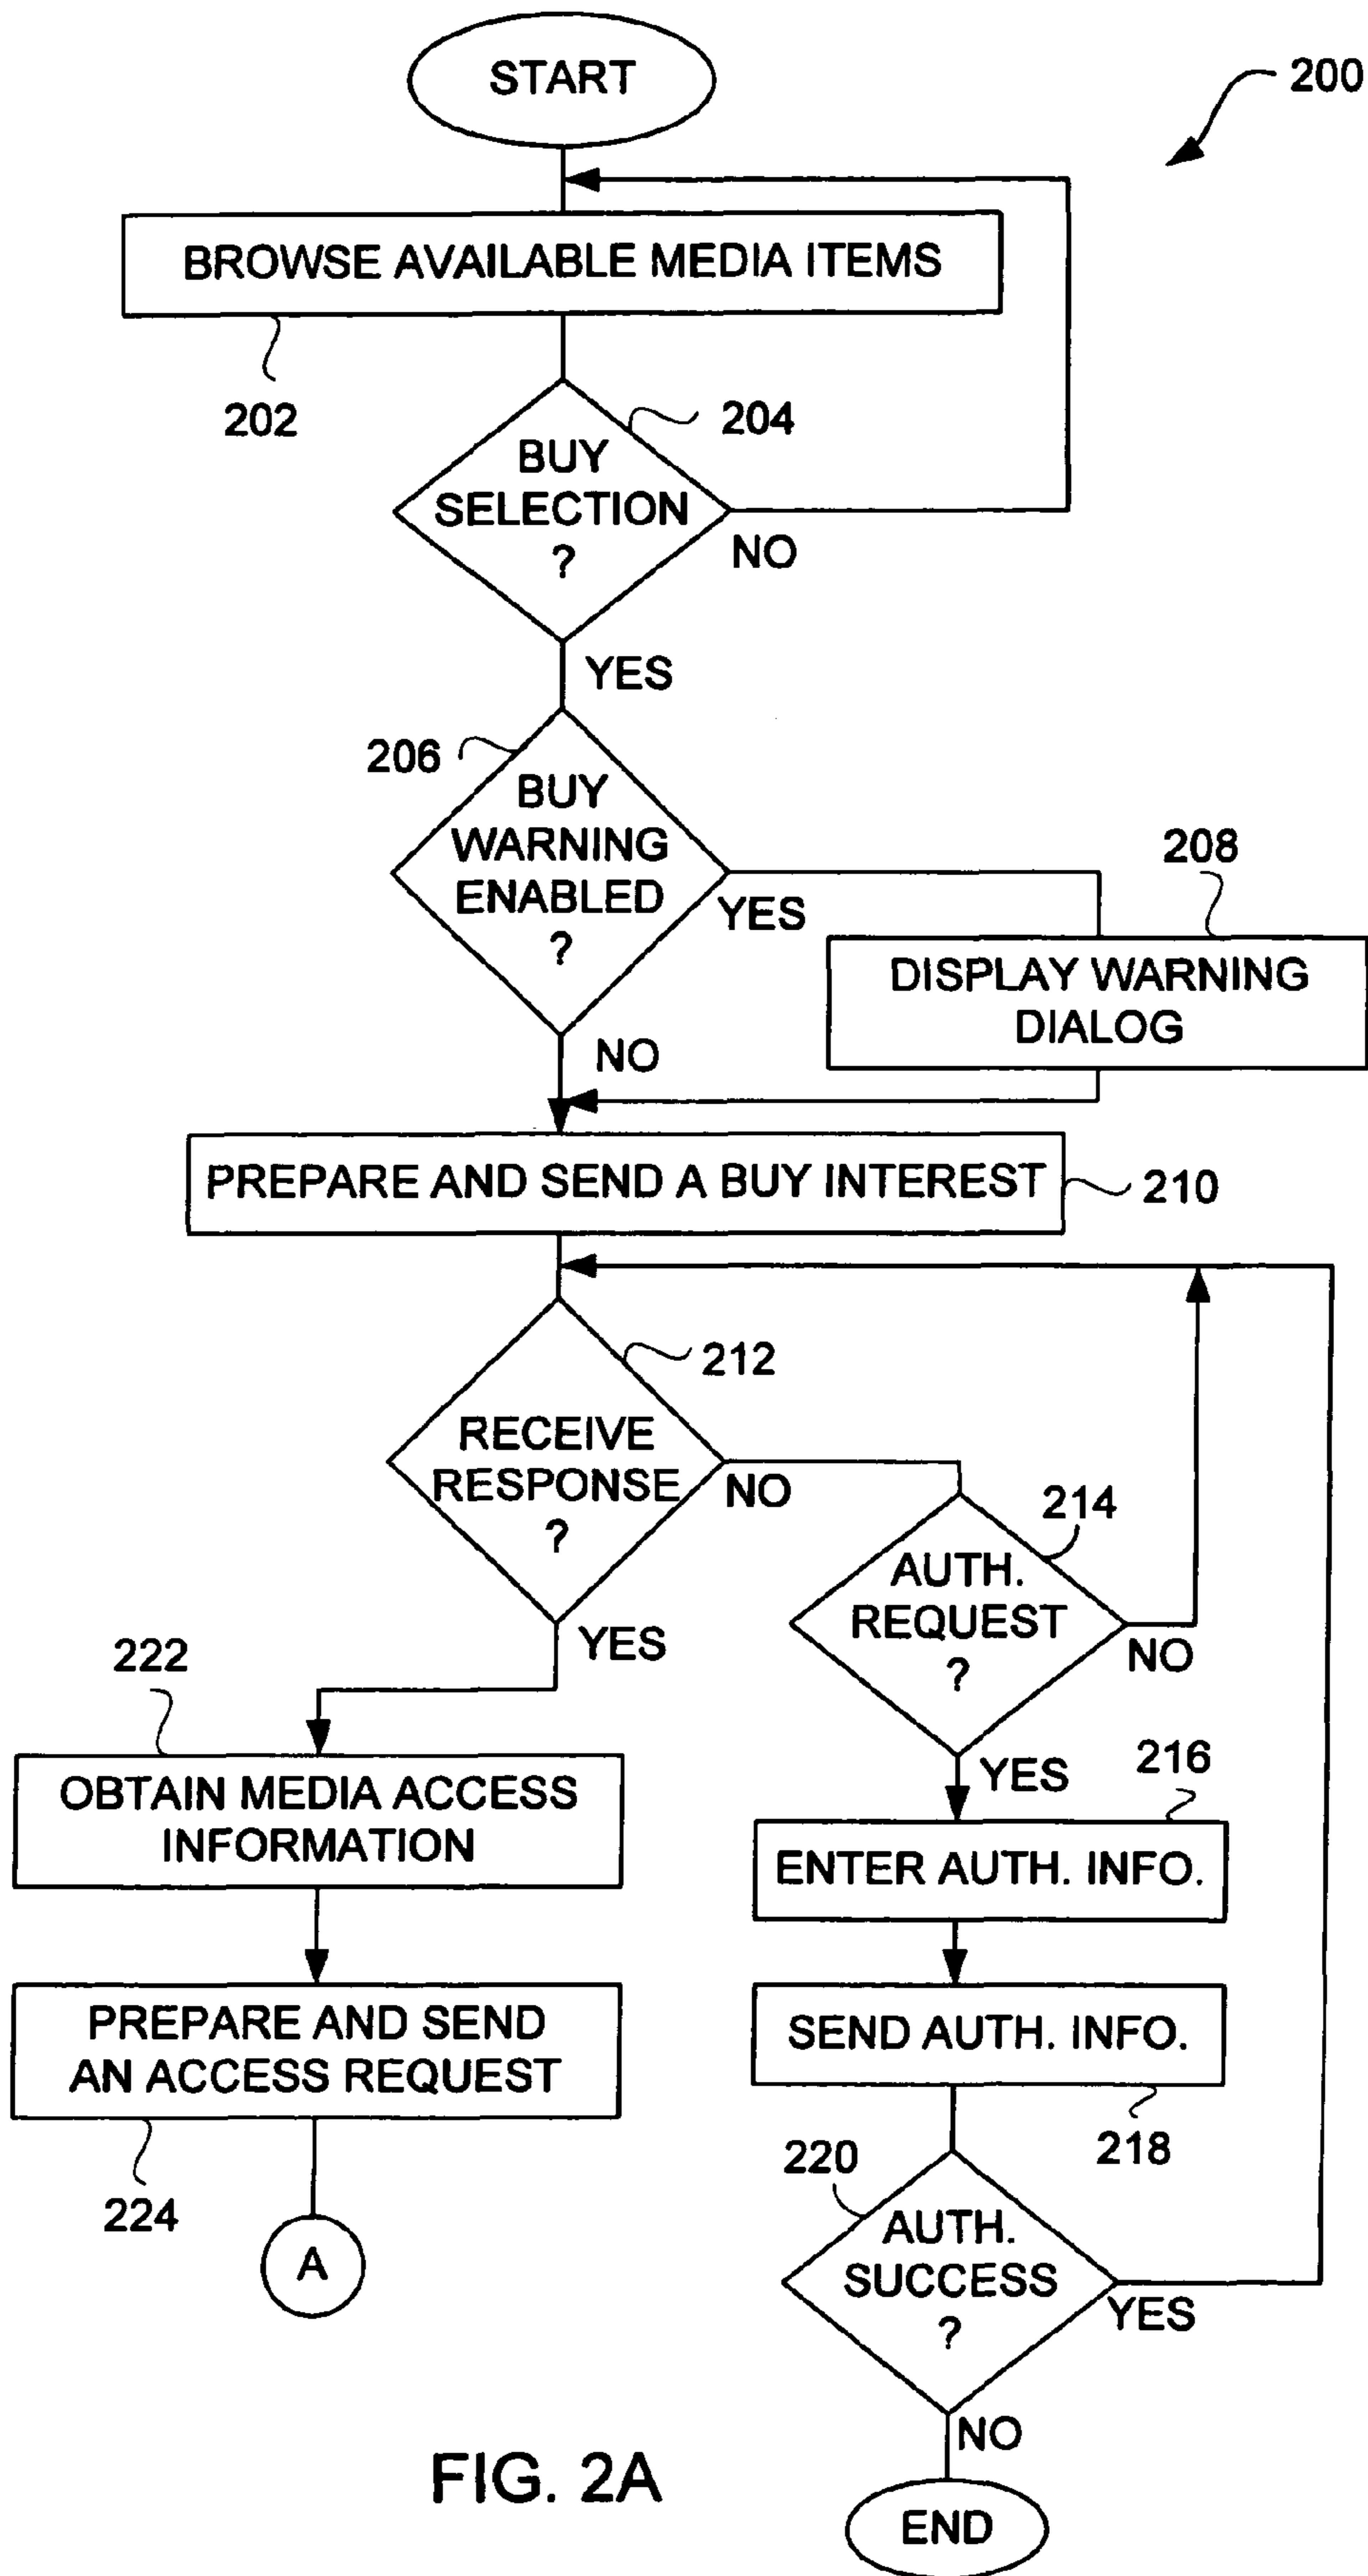 START
200
BROWSE AVAILABLE MEDIA ITEMS
202
204
BUY
SELECTION
?
NO
YES
206
BUY
WARNING
ENABLED
?
YES
208
DISPLAY WARNING
DIALOG
NO
PREPARE AND SEND A BUY INTEREST
210
212
RECEIVE
RESPONSE
?
NO
YES
214
AUTH.
REQUEST
?
NO
YES
222
OBTAIN MEDIA ACCESS
INFORMATION
216
ENTER AUTH. INFO.
PREPARE AND SEND
AN ACCESS REQUEST
224
SEND AUTH. INFO.
218
A
220
AUTH.
SUCCESS
?
YES
NO
END
FIG. 2A